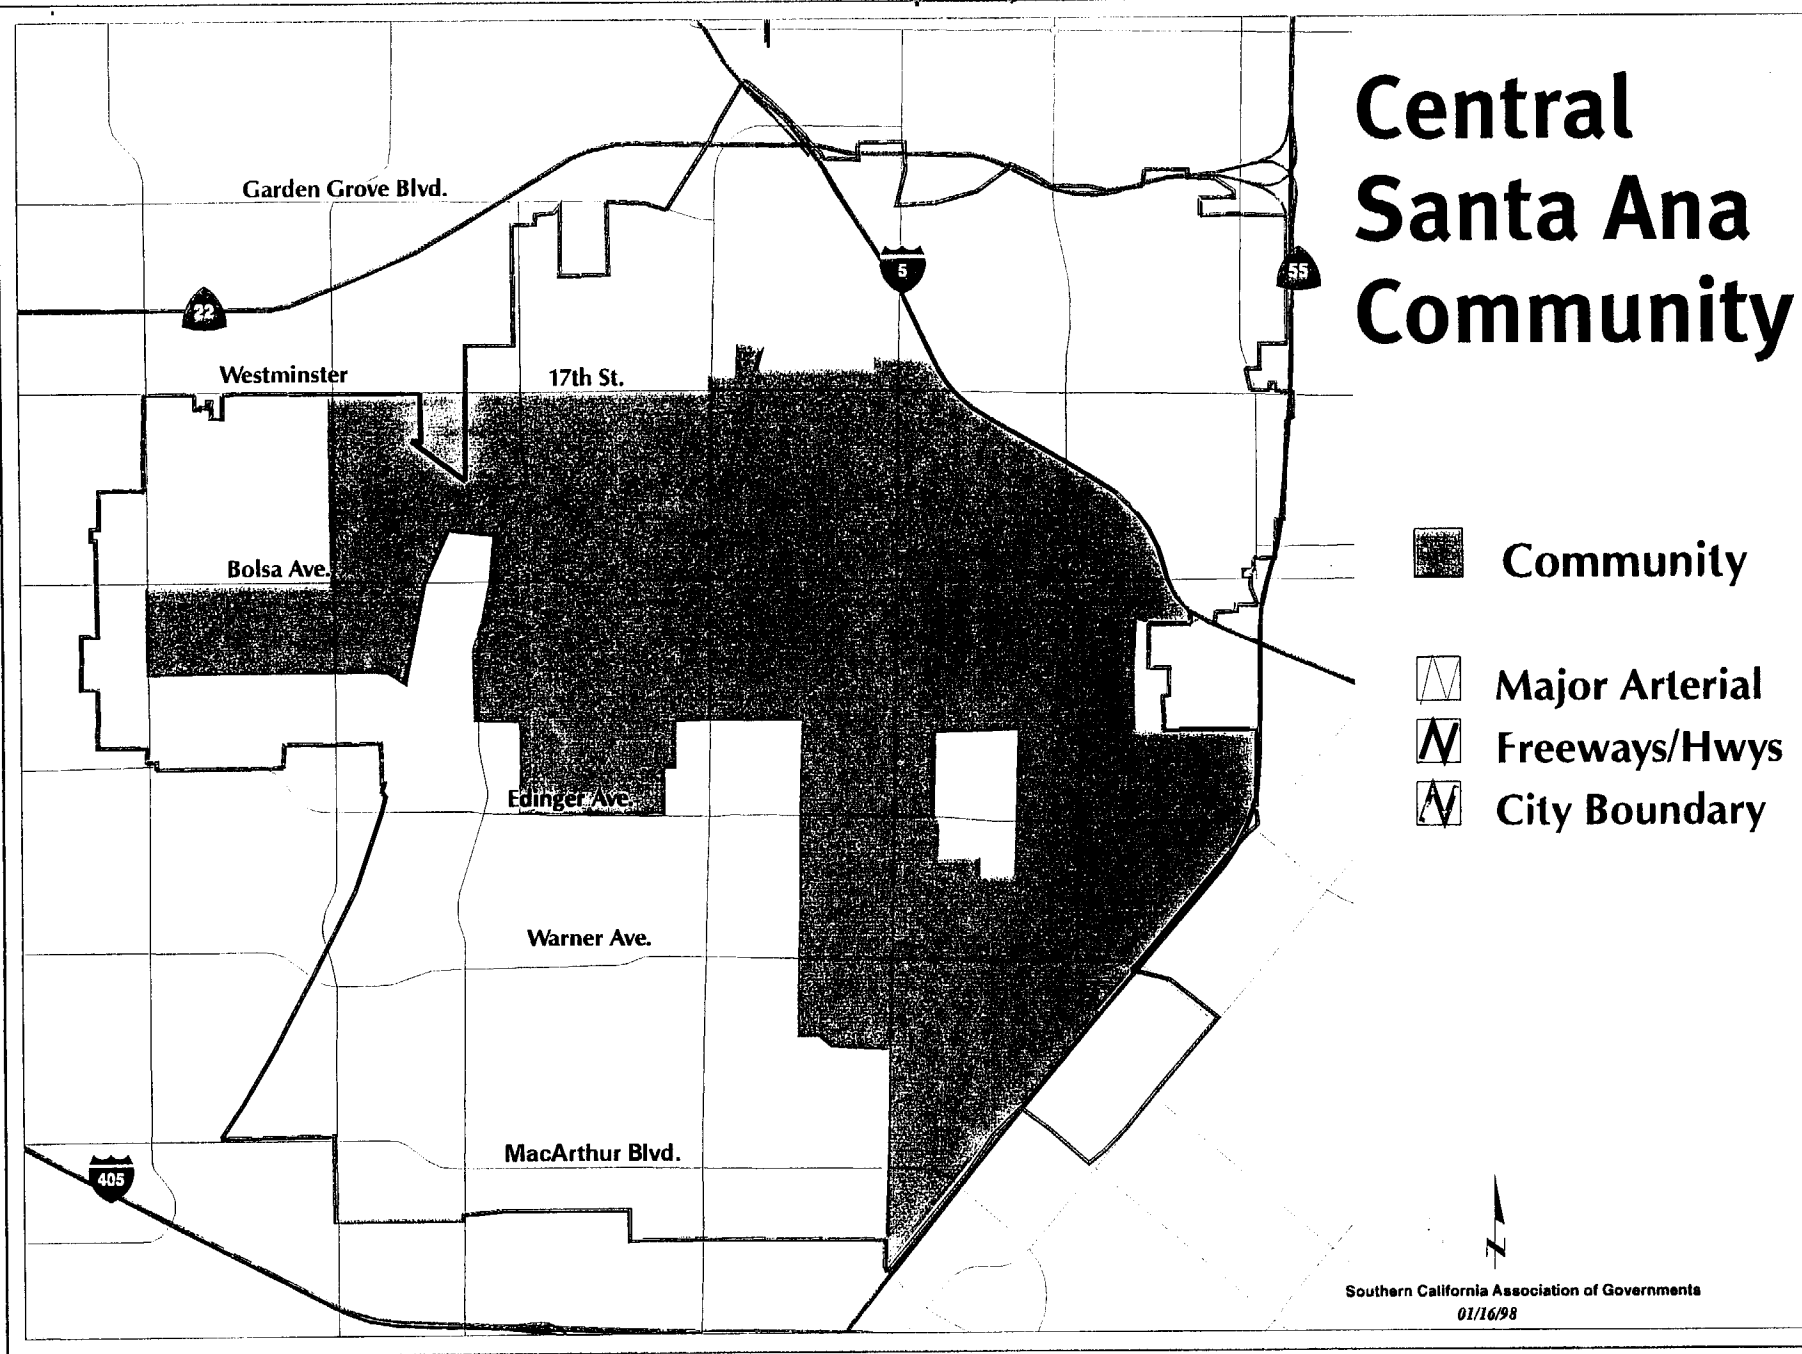 Central
Santa Ana
Community
Garden Grove Blvd.
5
55
22
Westminster
17th St.
Bolsa Ave.
Community
Major Arterial
Freeways/Hwys
City Boundary
Edinger Ave.
Warner Ave.
MacArthur Blvd.
405
N
Southern California Association of Governments
01/16/98